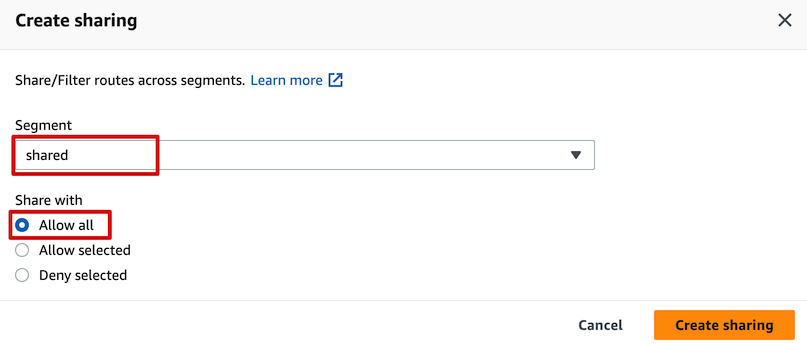 Create sharing
Share/Filter routes across segments. Learn more
Segment
shared
Share with
Allow all
Allow selected
Deny selected
Cancel Create sharing